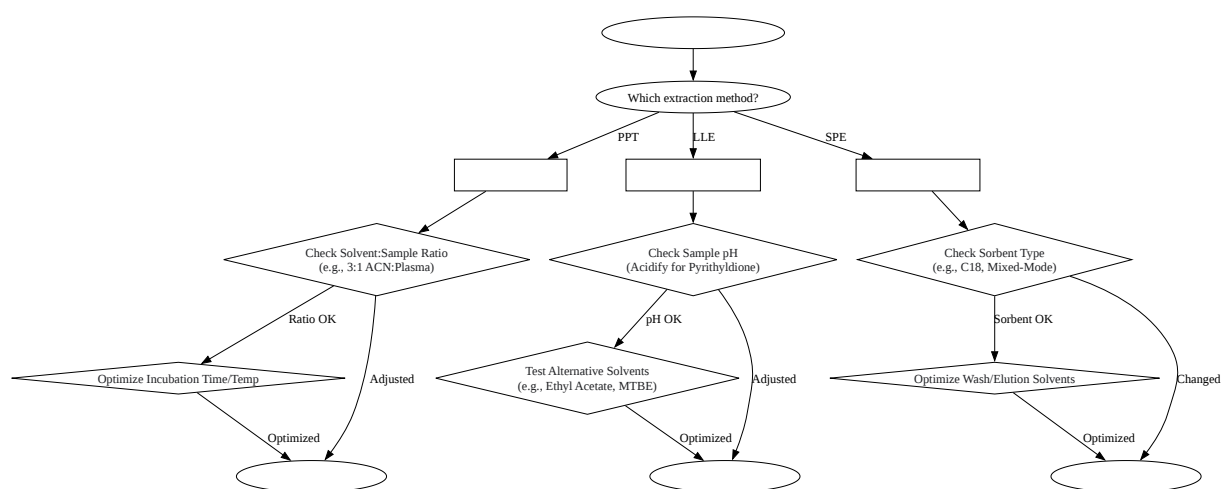 Which extraction method?
PPT
LLE
SPE
Check Solvent:Sample Ratio
(e.g., 3:1 ACN:Plasma)
Check Sample pH
(Acidify for Pyrithyldione)
Check Sorbent Type
(e.g., C18, Mixed-Mode)
Ratio OK
pH OK
Sorbent OK
Optimize Incubation Time/Temp
Adjusted
Test Alternative Solvents
(e.g., Ethyl Acetate, MTBE)
Adjusted
Optimize Wash/Elution Solvents
Changed
Optimized
Optimized
Optimized